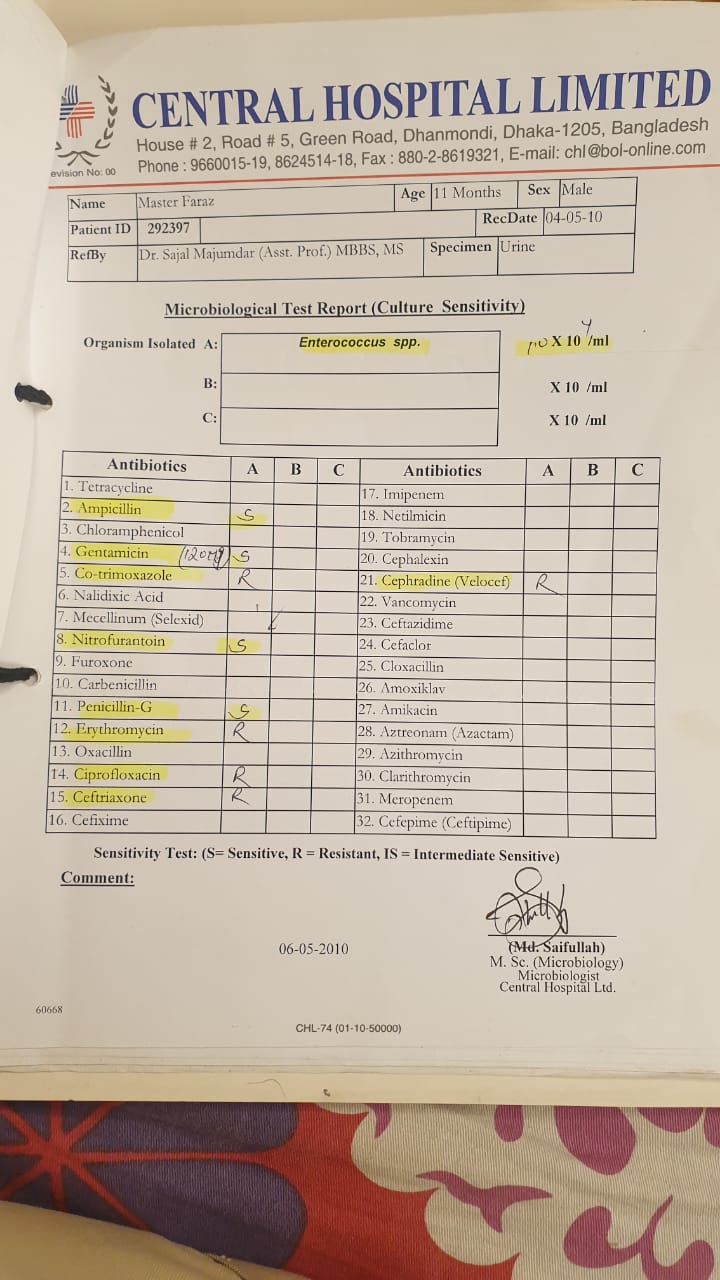 CENTRAL HOSPITAL LIMITED
House # 2, Road # 5, Green Road, Dhanmondi, Dhaka-1205, Bangladesh
evision No: 00 Phone : 9660015-19, 8624514-18, Fax : 880-2-8619321, E-mail: chl@bol-online.com
Name Master Faraz Age 11 Months Sex Male
Patient ID 292397 RecDate 04-05-10
RefBy Dr. Sajal Majumdar (Asst. Prof.) MBBS, MS Specimen Urine
Microbiological Test Report (Culture Sensitivity)
Organism Isolated A: Enterococcus spp. X 10 /ml
B: X 10 /ml
C: X 10 /ml
Antibiotics A B C Antibiotics A B C
1. Tetracycline 17. Imipenem
2. Ampicillin S 18. Netilmicin
3. Chloramphenicol 19. Tobramycin
4. Gentamicin (120 S 20. Cephalexin
5. Co-trimoxazole R 21. Cephradine (Velocef) R
6. Nalidixic Acid 22. Vancomycin
7. Mecellinum (Selexid) 23. Ceftazidime
8. Nitrofurantoin S 24. Cefaclor
9. Furoxone 25. Cloxacillin
10. Carbenicillin 26. Amoxiklav
11. Penicillin-G S 27. Amikacin
12. Erythromycin R 28. Aztreonam (Azactam)
13. Oxacillin 29. Azithromycin
14. Ciprofloxacin R 30. Clarithromycin
15. Ceftriaxone R 31. Meropenem
16. Cefixime 32. Cefepime (Ceftipime)
Sensitivity Test: (S= Sensitive, R = Resistant, IS = Intermediate Sensitive)
Comment:
06-05-2010 (Md. Saifullah)
M. Sc. (Microbiology)
Microbiologist
Central Hospital Ltd.
60668
CHL-74 (01-10-50000)